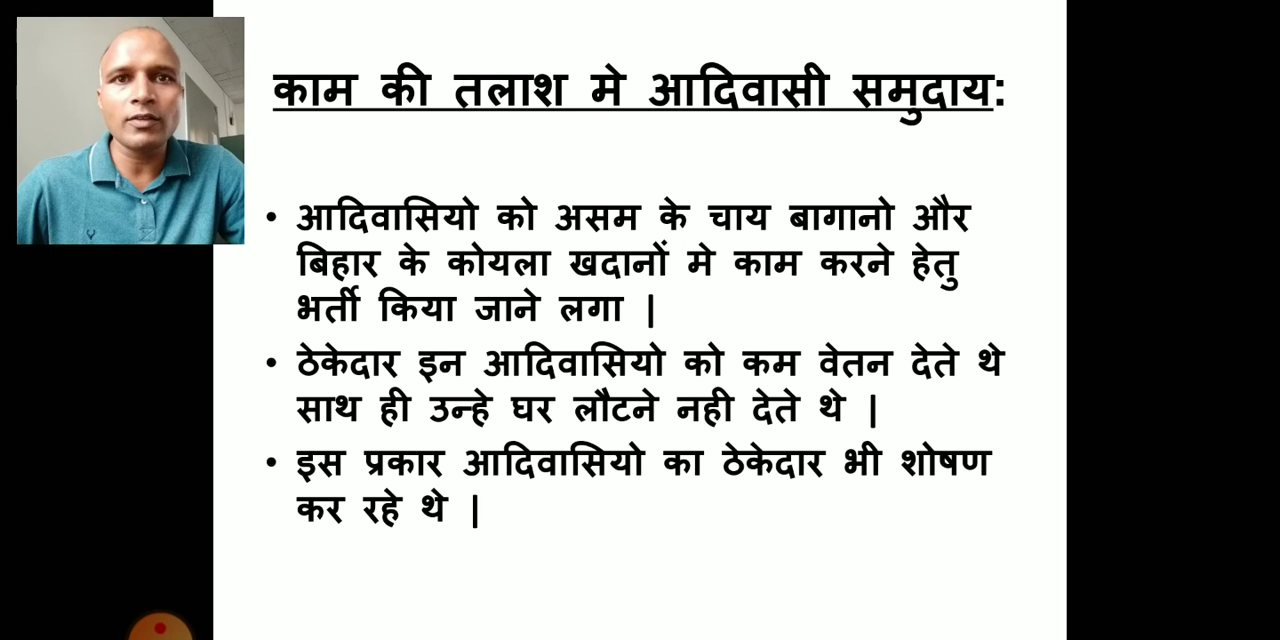 काम की तलाश मे आदिवासी समुदाय:
• आदिवासियो को असम के चाय बागानो और
बिहार के कोयला खदानों मे काम करने हेतु
भर्ती किया जाने लगा |
• ठेकेदार इन आदिवासियो को कम वेतन देते थे
साथ ही उन्हे घर लौटने नही देते थे |
• इस प्रकार आदिवासियो का ठेकेदार भी शोषण
कर रहे थे |